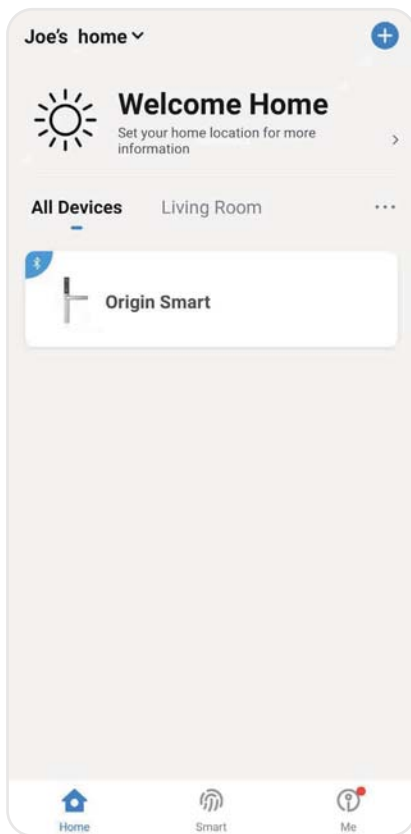 Joe's home
Welcome Home
Set your home location for more
information
All Devices Living Room
Origin Smart
Home Smart Me